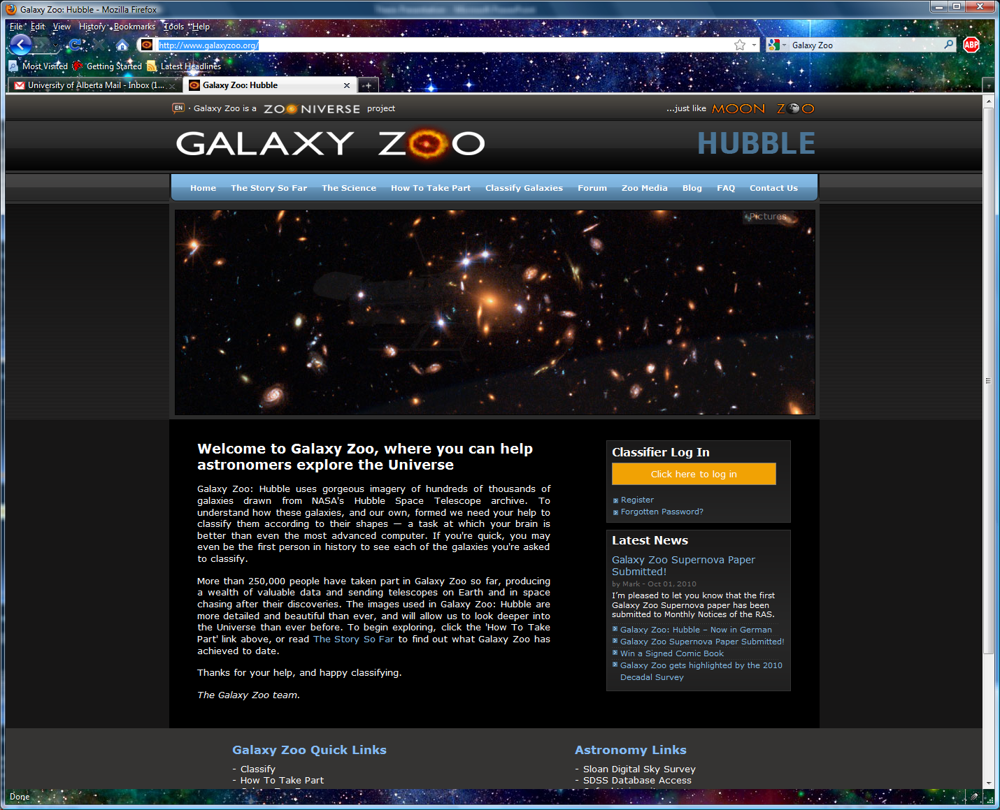 Galaxy Zoo: Hubble - Mozilla Firefox
File Edit View History Bookmarks Tools Help
http://www.galaxyzoo.org/
Galaxy Zoo
ABP
Most Visited Getting Started Latest Headlines
University of Alberta Mail - Inbox (1...
Galaxy Zoo: Hubble
EN · Galaxy Zoo is a ZOONIVERSE project
...just like MOON ZOO
GALAXY ZOO
HUBBLE
Home The Story So Far The Science How To Take Part Classify Galaxies Forum Zoo Media Blog FAQ Contact Us
Pictures
Welcome to Galaxy Zoo, where you can help
astronomers explore the Universe
Galaxy Zoo: Hubble uses gorgeous imagery of hundreds of thousands of
galaxies drawn from NASA's Hubble Space Telescope archive. To
understand how these galaxies, and our own, formed we need your help to
classify them according to their shapes — a task at which your brain is
better than even the most advanced computer. If you're quick, you may
even be the first person in history to see each of the galaxies you're asked
to classify.
More than 250,000 people have taken part in Galaxy Zoo so far, producing
a wealth of valuable data and sending telescopes on Earth and in space
chasing after their discoveries. The images used in Galaxy Zoo: Hubble are
more detailed and beautiful than ever, and will allow us to look deeper into
the Universe than ever before. To begin exploring, click the 'How To Take
Part' link above, or read The Story So Far to find out what Galaxy Zoo has
achieved to date.
Thanks for your help, and happy classifying.
The Galaxy Zoo team.
Classifier Log In
Click here to log in
Register
Forgotten Password?
Latest News
Galaxy Zoo Supernova Paper
Submitted!
by Mark - Oct 01, 2010
I'm pleased to let you know that the first
Galaxy Zoo Supernova paper has been
submitted to Monthly Notices of the RAS.
Galaxy Zoo: Hubble – Now in German
Galaxy Zoo Supernova Paper Submitted!
Win a Signed Comic Book
Galaxy Zoo gets highlighted by the 2010
Decadal Survey
Galaxy Zoo Quick Links
- Classify
- How To Take Part
Astronomy Links
- Sloan Digital Sky Survey
- SDSS Database Access
Done